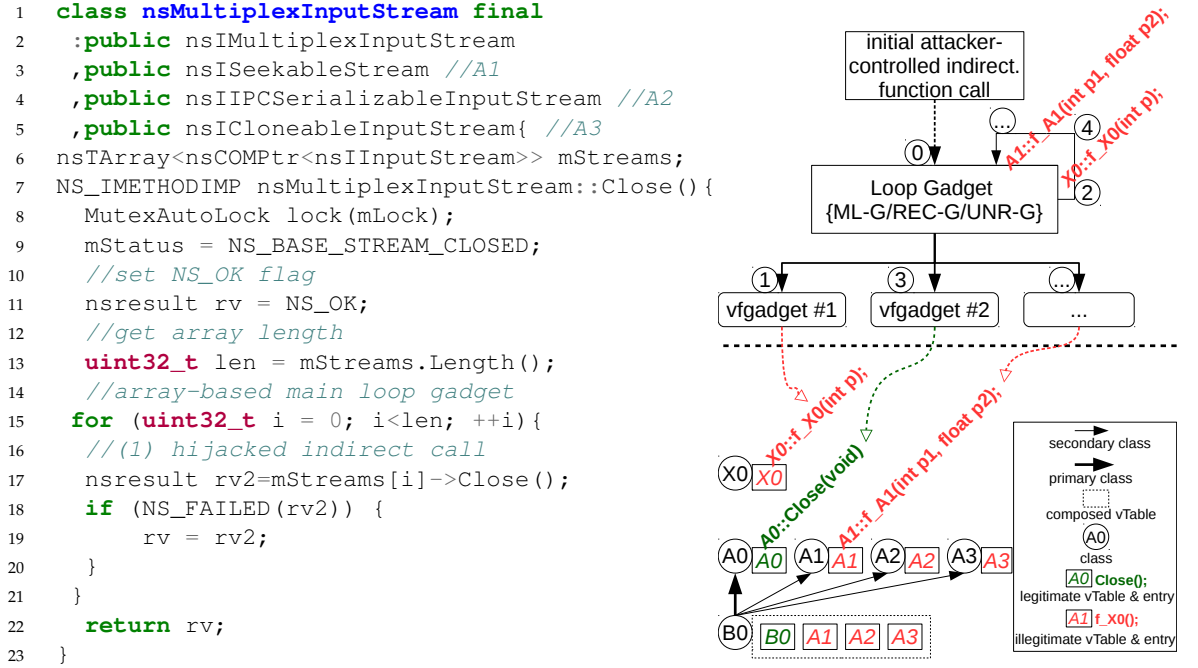 1 class nsMultiplexInputStream final
2 :public nsIMultiplexInputStream
3 ,public nsISeekableStream //A1
4 ,public nsIIPCSerializableInputStream //A2
5 ,public nsICloneableInputStream{ //A3
6 nsTArray<nsCOMPtr<nsIInputStream>> mStreams;
7 NS_IMETHODIMP nsMultiplexInputStream::Close(){
8 MutexAutoLock lock(mLock);
9 mStatus = NS_BASE_STREAM_CLOSED;
10 //set NS_OK flag
11 nsresult rv = NS_OK;
12 //get array length
13 uint32_t len = mStreams.Length();
14 //array-based main loop gadget
15 for (uint32_t i = 0; i<len; ++i){
16 //(1) hijacked indirect call
17 nsresult rv2=mStreams[i]->Close();
18 if (NS_FAILED(rv2)) {
19 rv = rv2;
20 }
21 }
22 return rv;
23 }
initial attacker-
controlled indirect.
function call
A1::f_A1(int p1, float p2);
X0::f_X0(int p);
...
4
0
2
Loop Gadget
{ML-G/REC-G/UNR-G}
1
3
...
vfgadget #1
vfgadget #2
...
X0::f_X0(int p);
A0::Close(void)
A1::f_A1(int p1, float p2);
X0 X0
A0 A0
A1 A1
A2 A2
A3 A3
B0 B0 A1 A2 A3
secondary class
primary class
composed vTable
A0
class
A0 Close();
legitimate vTable & entry
A1 f_X0();
illegitimate vTable & entry